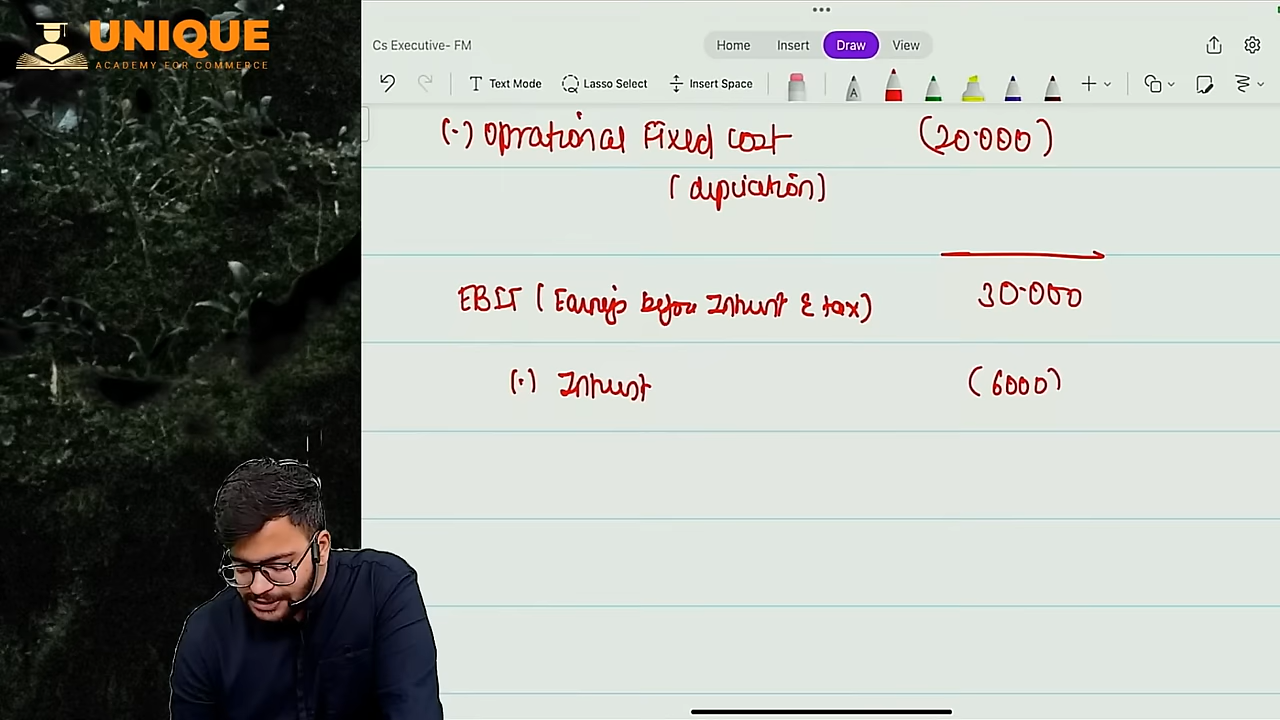 UNIQUE
ACADEMY FOR COMMERCE
Cs Executive- FM
Home Insert Draw View
Text Mode Lasso Select Insert Space
(-) Oprational Fixed cost (20.000)
(depriation)
EBIT (Earnings before Interest & tax) 30.000
(-) Interest (6000)